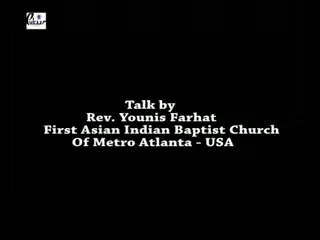 Talk by
Rev. Younis Farhat
First Asian Indian Baptist Church
Of Metro Atlanta - USA